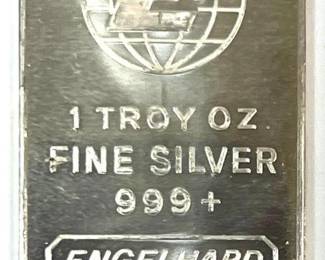 1 TROY OZ
FINE SILVER
999+
ENGELHARD